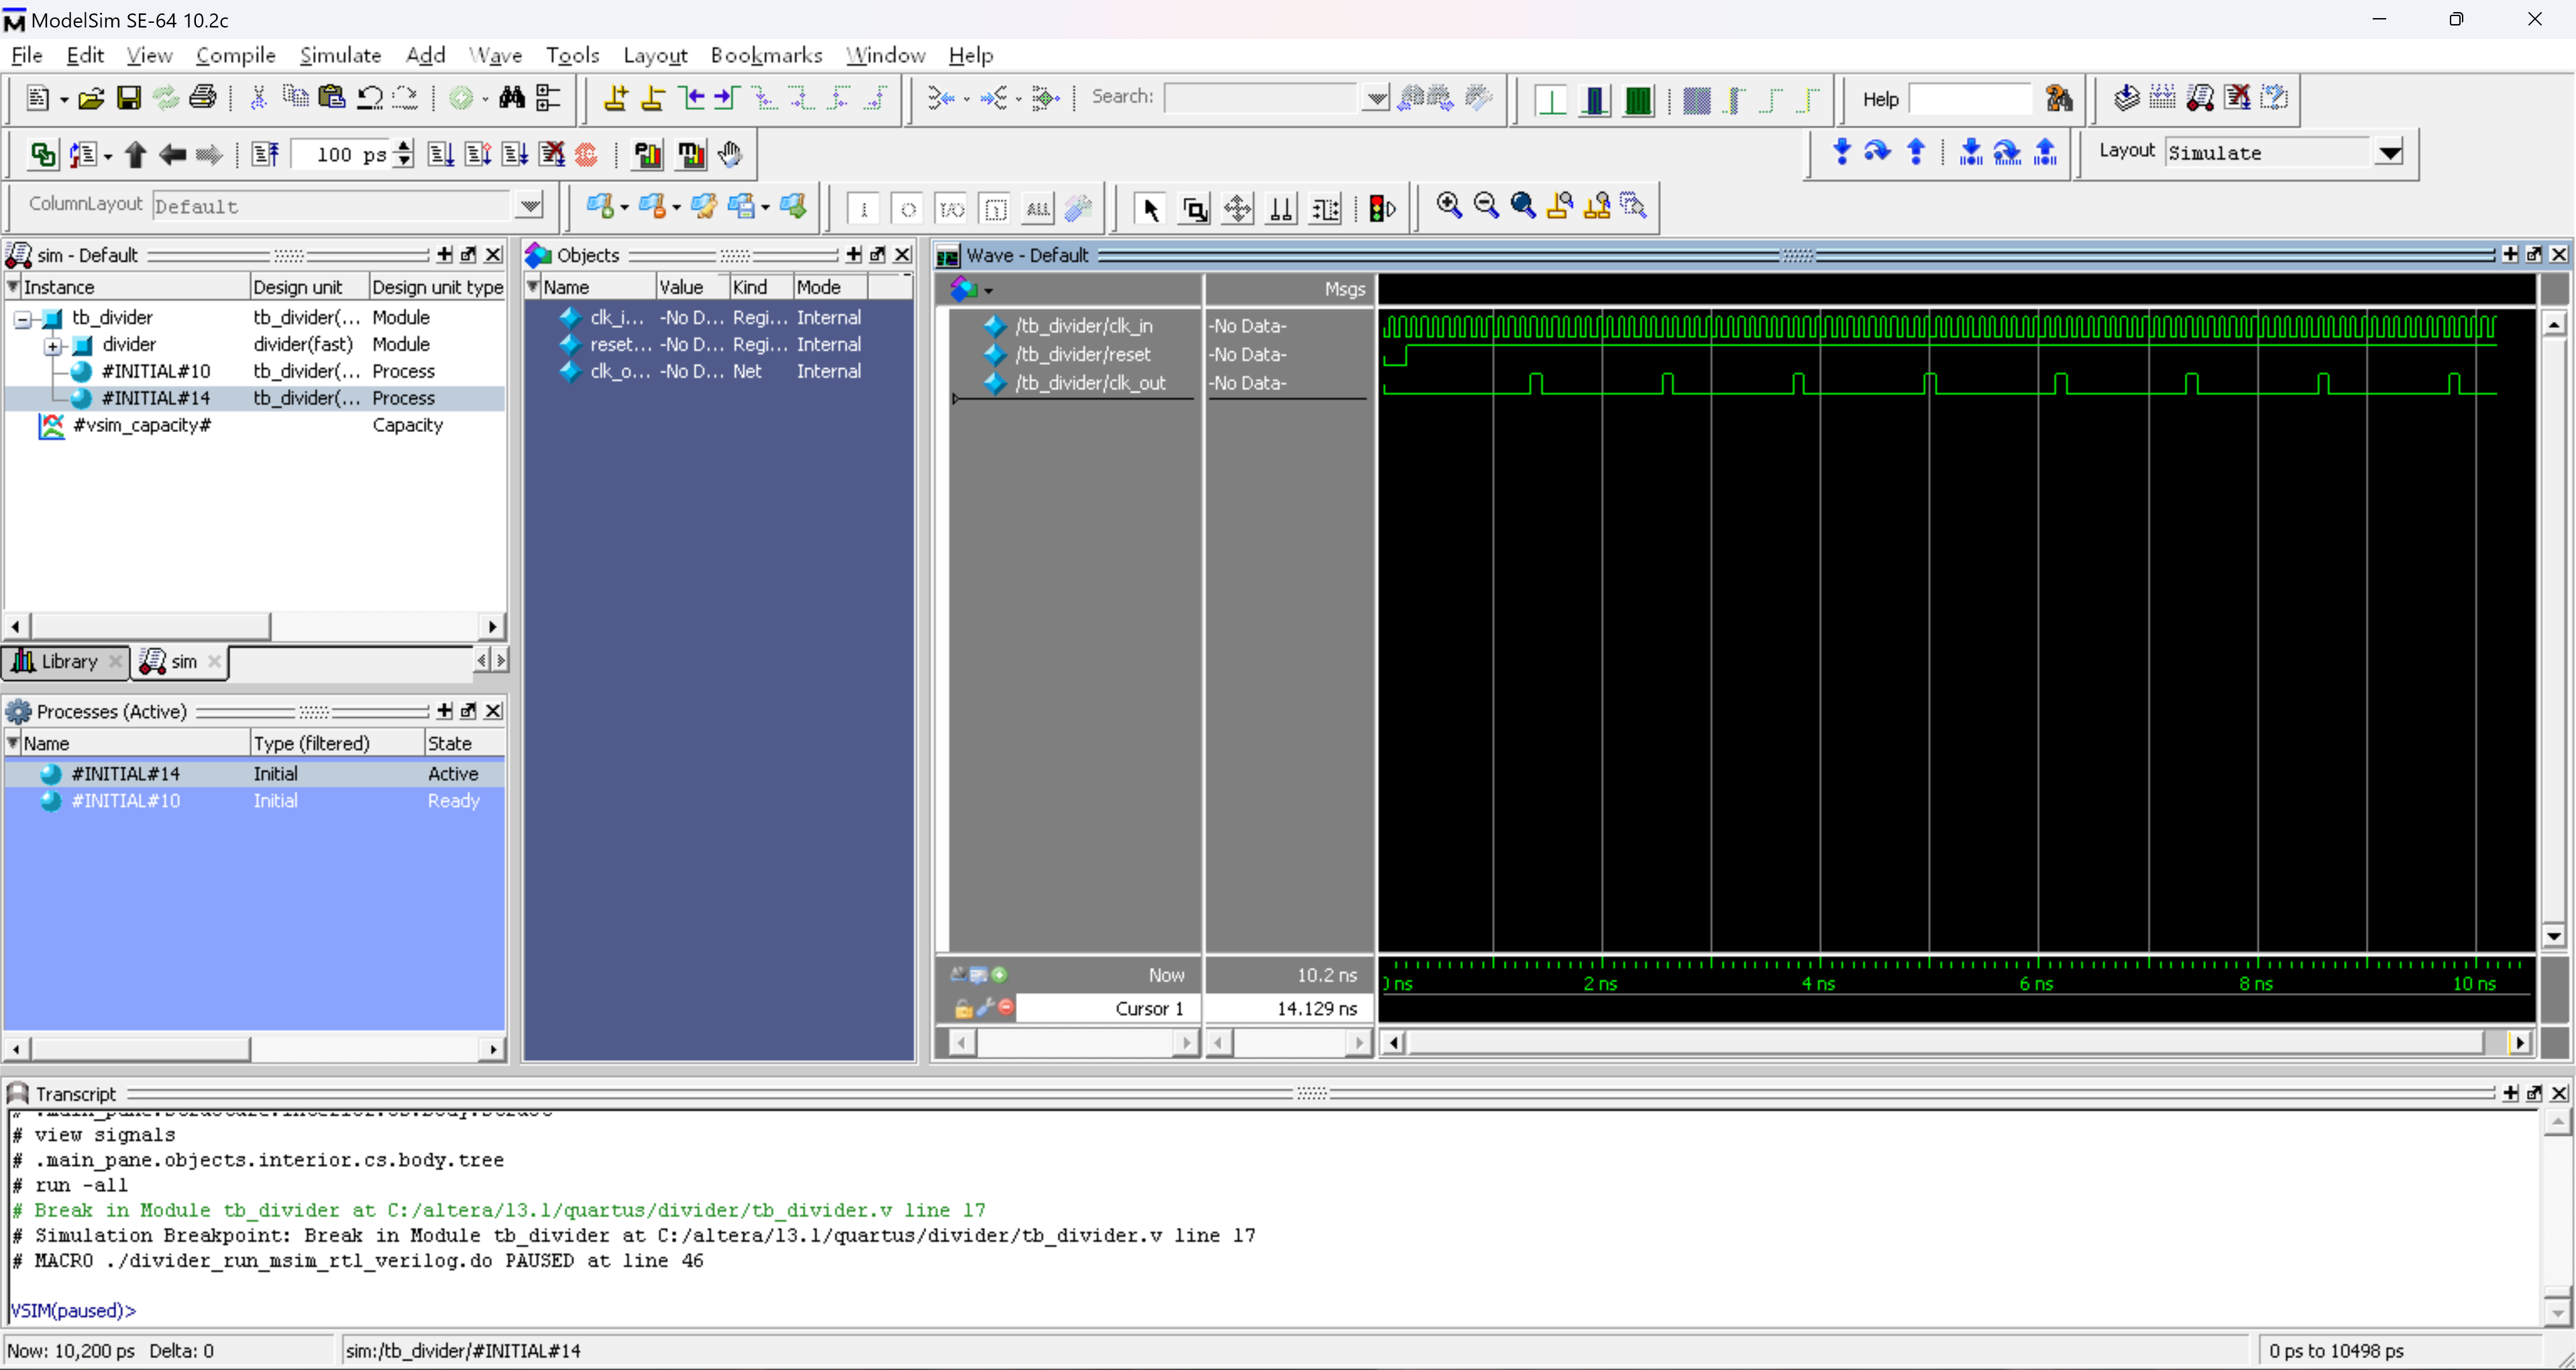 ModelSim SE-64 10.2c
File Edit View Compile Simulate Add Wave Tools Layout Bookmarks Window Help
Search:
Help
100 ps
Layout Simulate
ColumnLayout Default
I/O
ALL
sim - Default
Instance Design unit Design unit type
tb_divider tb_divider(... Module
divider divider(fast) Module
#INITIAL#10 tb_divider(... Process
#INITIAL#14 tb_divider(... Process
#vsim_capacity# Capacity
Library sim
Processes (Active)
Name Type (filtered) State
#INITIAL#14 Initial Active
#INITIAL#10 Initial Ready
Objects
Name Value Kind Mode
clk_i... -No D... Regi... Internal
reset... -No D... Regi... Internal
clk_o... -No D... Net Internal
Wave - Default
Msgs
/tb_divider/clk_in -No Data-
/tb_divider/reset -No Data-
/tb_divider/clk_out -No Data-
Now 10.2 ns
Cursor 1 14.129 ns
ns 2 ns 4 ns 6 ns 8 ns 10 ns
Transcript
# view signals
# .main_pane.objects.interior.cs.body.tree
# run -all
# Break in Module tb_divider at C:/altera/13.1/quartus/divider/tb_divider.v line 17
# Simulation Breakpoint: Break in Module tb_divider at C:/altera/13.1/quartus/divider/tb_divider.v line 17
# MACRO ./divider_run_msim_rtl_verilog.do PAUSED at line 46
VSIM(paused)>
Now: 10,200 ps Delta: 0
sim:/tb_divider/#INITIAL#14
0 ps to 10498 ps